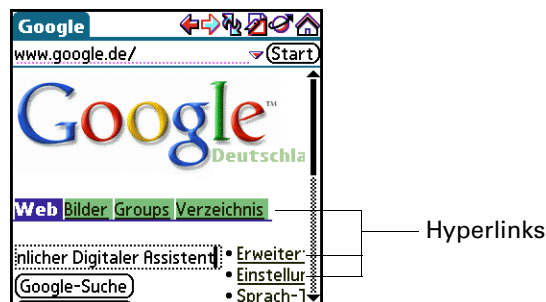 Google
www.google.de/ Start
Google™
Deutschla
Web Bilder Groups Verzeichnis
Hyperlinks
nlicher Digitaler Assistent • Erweiter
Google-Suche • Einstellur
• Sprach-T